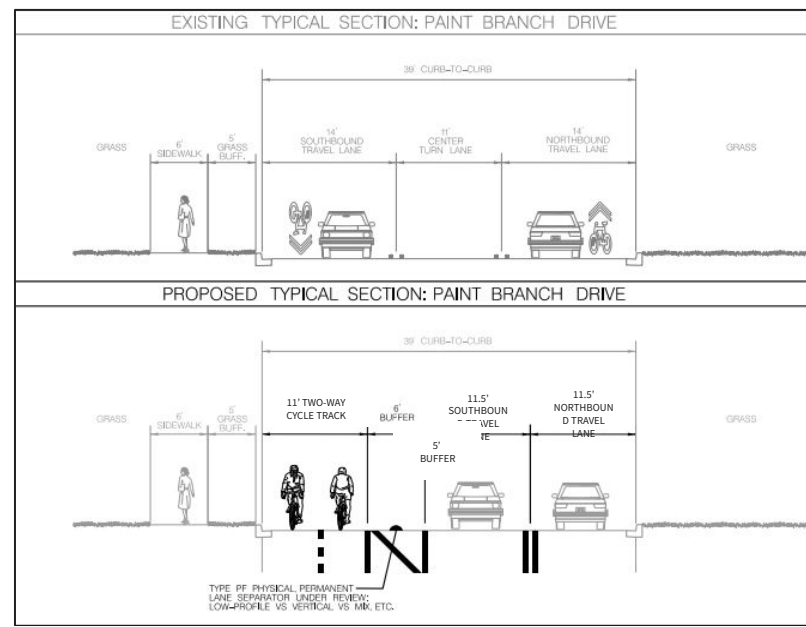 EXISTING TYPICAL SECTION: PAINT BRANCH DRIVE
39' CURB-TO-CURB
GRASS
6'
SIDEWALK
5'
GRASS
BUFF.
14'
SOUTHBOUND
TRAVEL LANE
11'
CENTER
TURN LANE
14'
NORTHBOUND
TRAVEL LANE
GRASS
PROPOSED TYPICAL SECTION: PAINT BRANCH DRIVE
39' CURB-TO-CURB
GRASS
6'
SIDEWALK
5'
GRASS
BUFF.
11' TWO-WAY
CYCLE TRACK
6'
BUFFER
5'
BUFFER
11.5'
SOUTHBOUN
11.5'
NORTHBOUN
D TRAVEL
LANE
GRASS
TYPE PF PHYSICAL, PERMANENT
LANE SEPARATOR UNDER REVIEW:
LOW-PROFILE VS VERTICAL VS MIX, ETC.